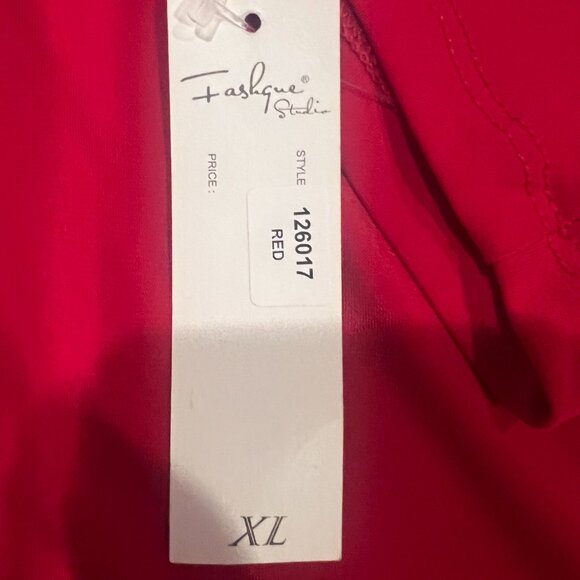 Fashque®
Studio
STYLE
126017
RED
PRICE:
XL